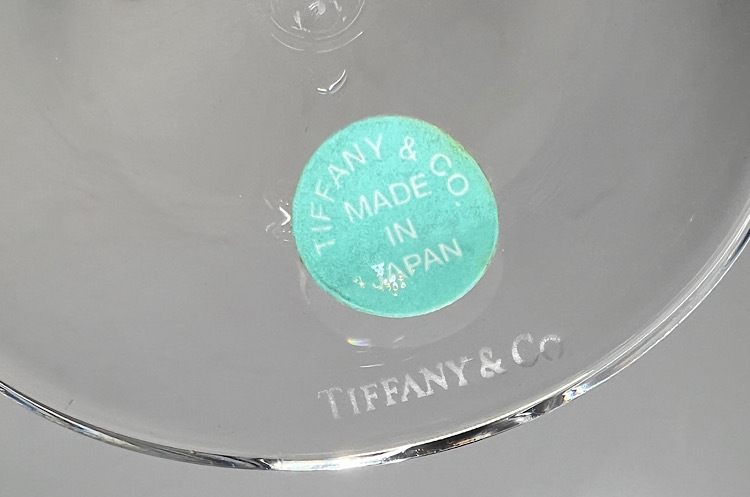 TIFFANY & CO.
MADE
IN
JAPAN
TIFFANY & CO